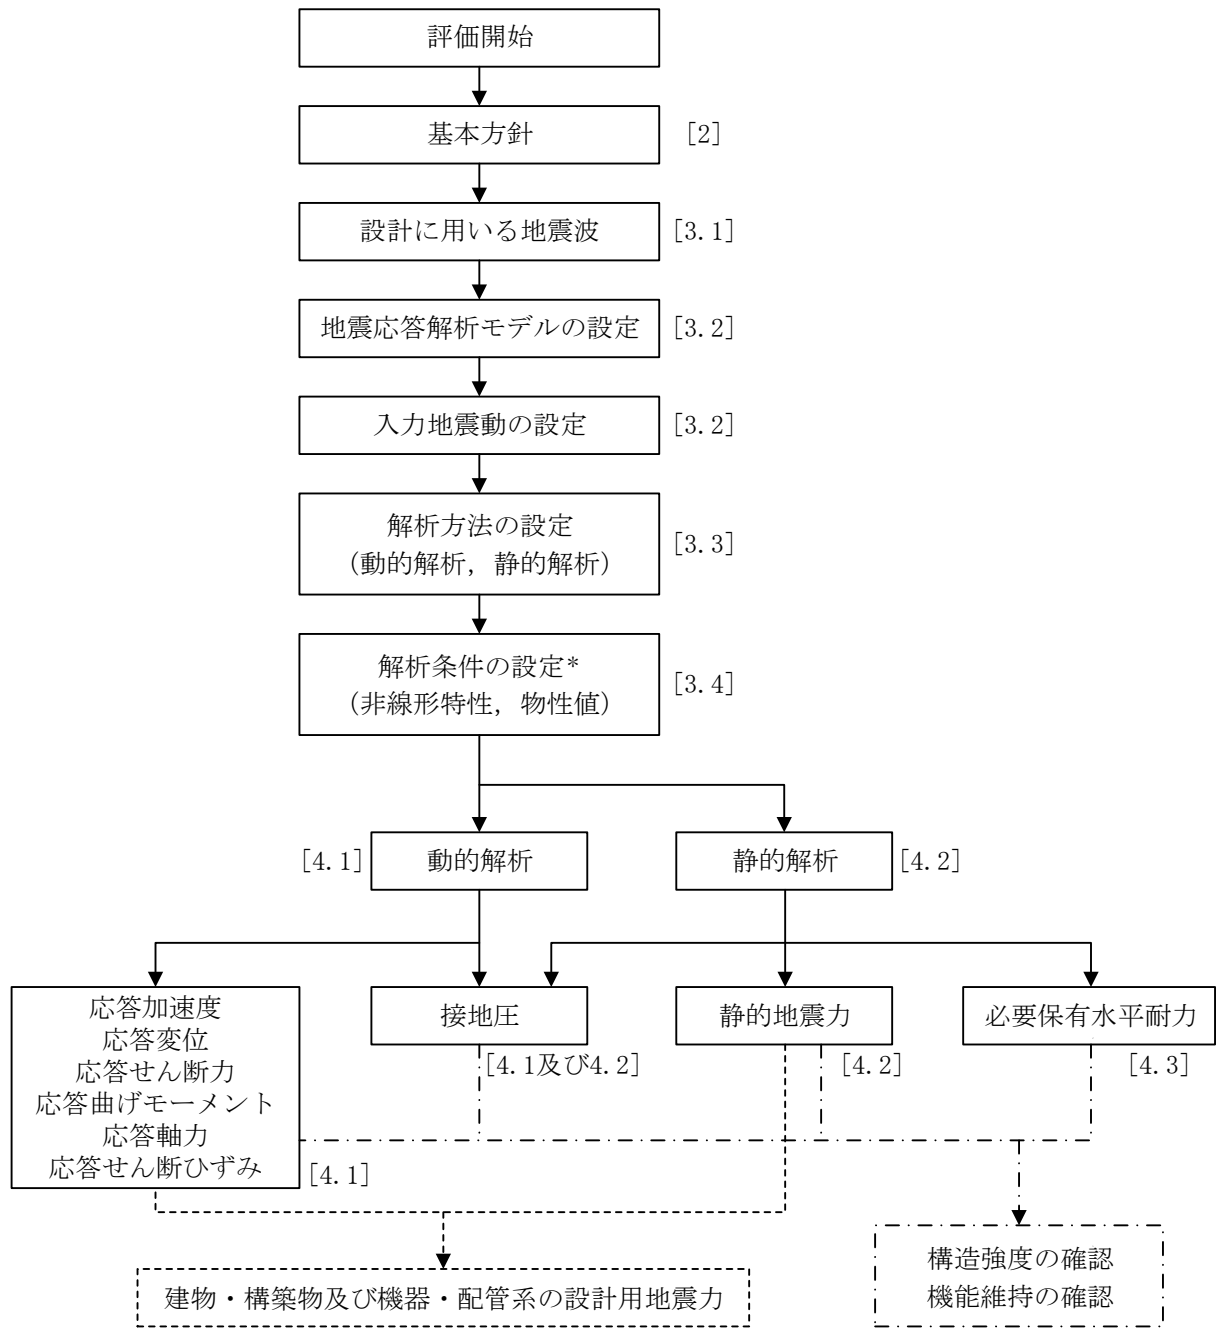 評価開始
基本方針
[2]
設計に用いる地震波
[3.1]
地震応答解析モデルの設定
[3.2]
入力地震動の設定
[3.2]
解析方法の設定
(動的解析，静的解析)
[3.3]
解析条件の設定*
(非線形特性，物性値)
[3.4]
[4.1]
動的解析
静的解析
[4.2]
応答加速度
応答変位
応答せん断力
応答曲げモーメント
応答軸力
応答せん断ひずみ
[4.1]
接地圧
[4.1及び4.2]
静的地震力
[4.2]
必要保有水平耐力
[4.3]
建物・構築物及び機器・配管系の設計用地震力
構造強度の確認
機能維持の確認